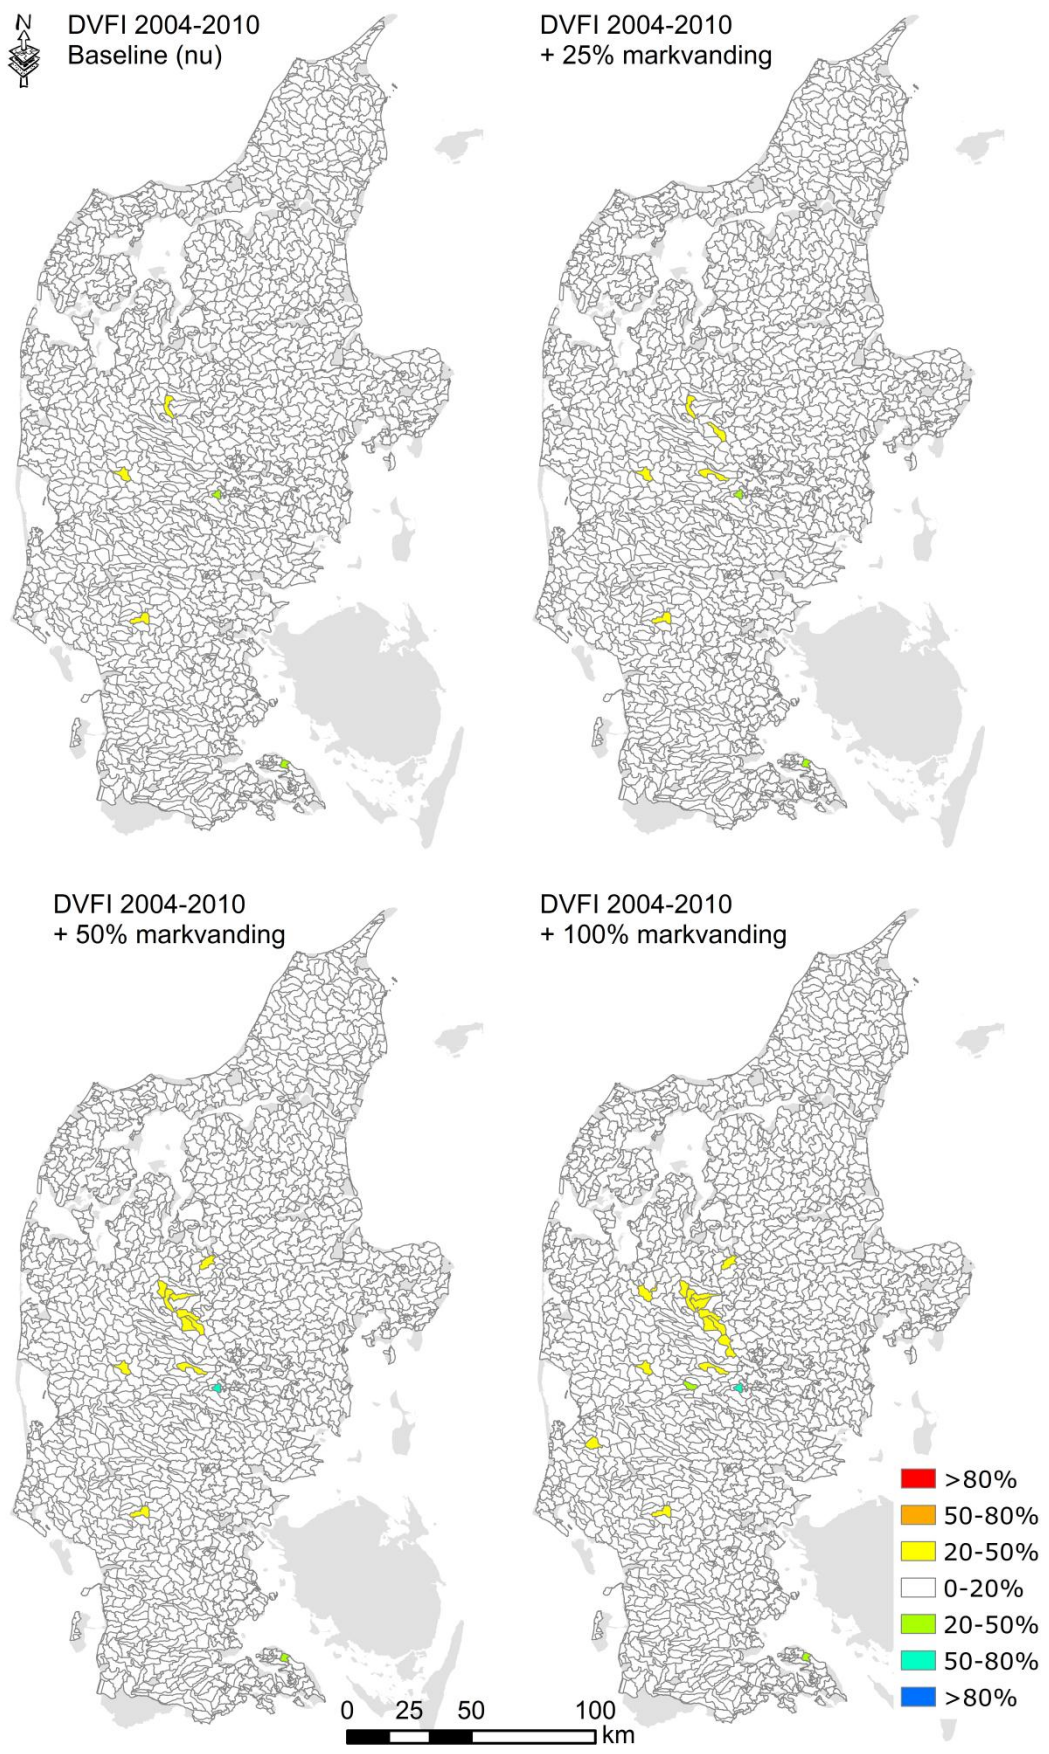 N
DVFI 2004-2010
Baseline (nu)
DVFI 2004-2010
+ 25% markvanding
DVFI 2004-2010
+ 50% markvanding
DVFI 2004-2010
+ 100% markvanding
>80%
50-80%
20-50%
0-20%
20-50%
50-80%
>80%
0 25 50 100
km